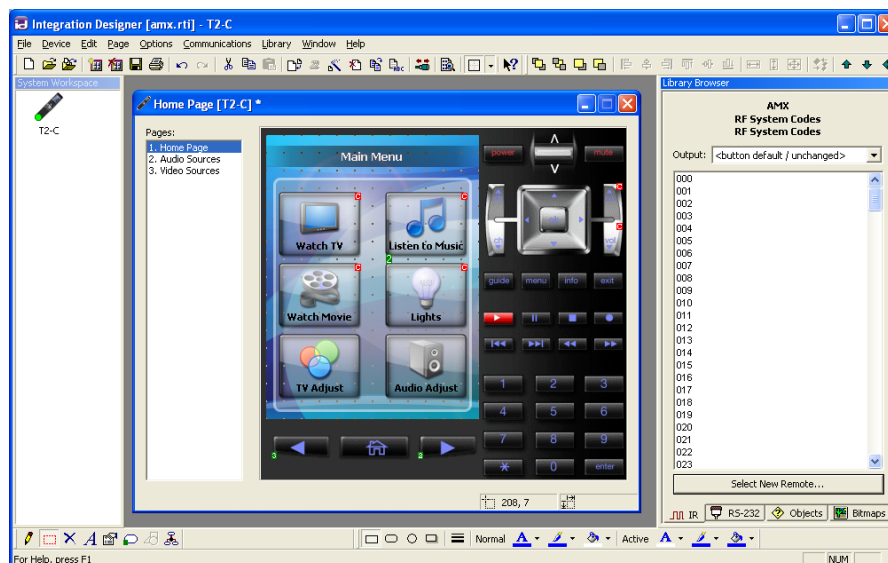 Integration Designer [amx.rti] - T2-C
File Device Edit Page Options Communications Library Window Help
System Workspace
T2-C
Home Page [T2-C] *
Pages:
1. Home Page
2. Audio Sources
3. Video Sources
Main Menu
Watch TV
Listen to Music
Watch Movie
Lights
TV Adjust
Audio Adjust
C
C
C
C
2
3
2
power
mute
C
C
ch
vol
guide menu info exit
1 2 3
4 5 6
7 8 9
* 0 enter
208, 7
Library Browser
AMX
RF System Codes
RF System Codes
Output: <button default / unchanged>
000
001
002
003
004
005
006
007
008
009
010
011
012
013
014
015
016
017
018
019
020
021
022
023
Select New Remote...
IR RS-232 Objects Bitmaps
Normal A Active A
For Help, press F1
NUM